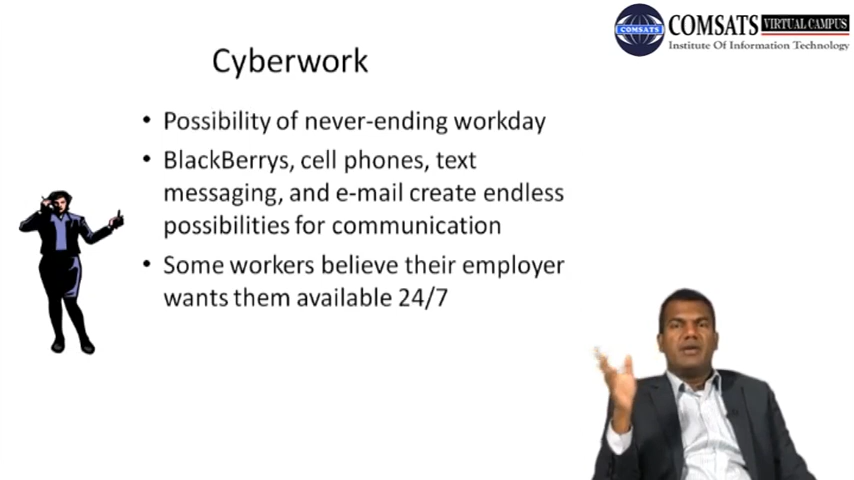 COMSATS VIRTUAL CAMPUS
COMSATS
Institute Of Information Technology
Cyberwork
• Possibility of never-ending workday
• BlackBerrys, cell phones, text
messaging, and e-mail create endless
possibilities for communication
• Some workers believe their employer
wants them available 24/7